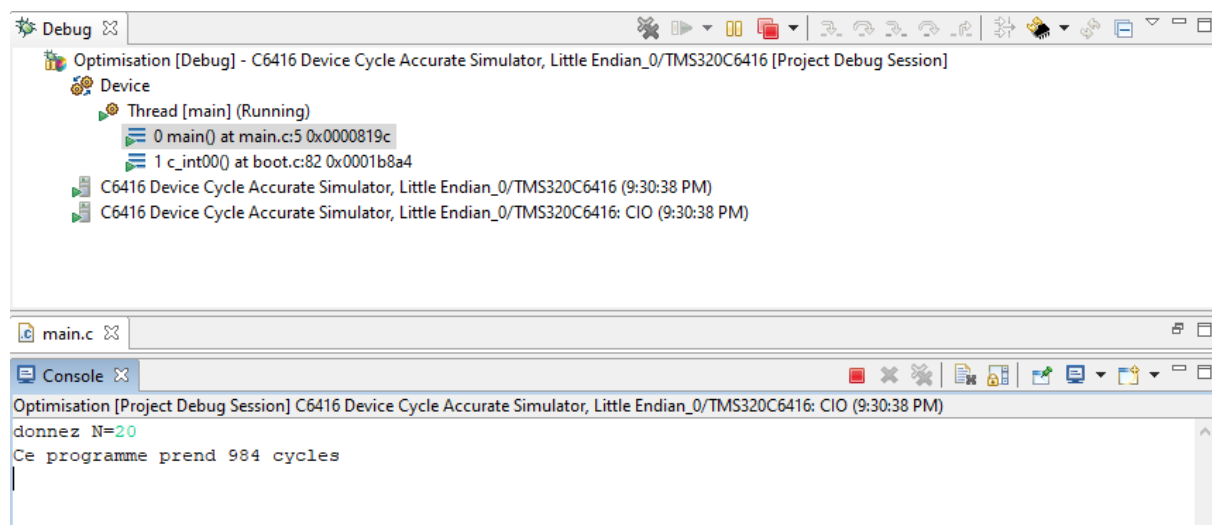 Debug
Optimisation [Debug] - C6416 Device Cycle Accurate Simulator, Little Endian_0/TMS320C6416 [Project Debug Session]
Device
Thread [main] (Running)
0 main() at main.c:5 0x0000819c
1 c_int00() at boot.c:82 0x0001b8a4
C6416 Device Cycle Accurate Simulator, Little Endian_0/TMS320C6416 (9:30:38 PM)
C6416 Device Cycle Accurate Simulator, Little Endian_0/TMS320C6416: CIO (9:30:38 PM)
main.c
Console
Optimisation [Project Debug Session] C6416 Device Cycle Accurate Simulator, Little Endian_0/TMS320C6416: CIO (9:30:38 PM)
donnez N=20
Ce programme prend 984 cycles